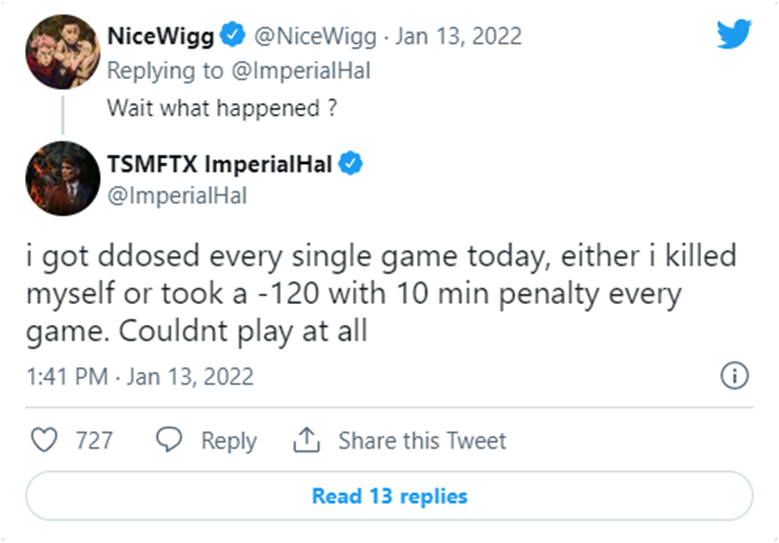 NiceWigg @NiceWigg · Jan 13, 2022
Replying to @ImperialHal
Wait what happened ?
TSMFTX ImperialHal
@ImperialHal
i got ddosed every single game today, either i killed
myself or took a -120 with 10 min penalty every
game. Couldnt play at all
1:41 PM · Jan 13, 2022
727 Reply Share this Tweet
Read 13 replies